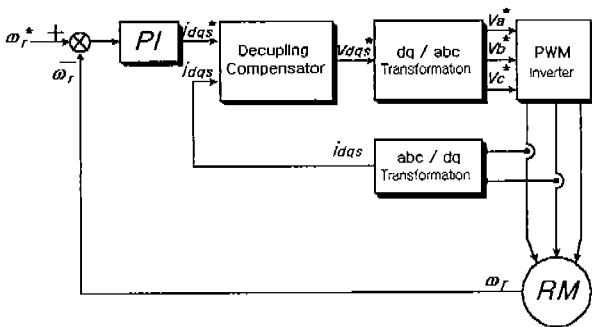 ωr* + PI idqs* Decupling Compensator Vdqs* dq / abc Transformation Va* Vb* Vc* PWM Inverter
− ωr idqs
idqs abc / dq Transformation
ωr RM